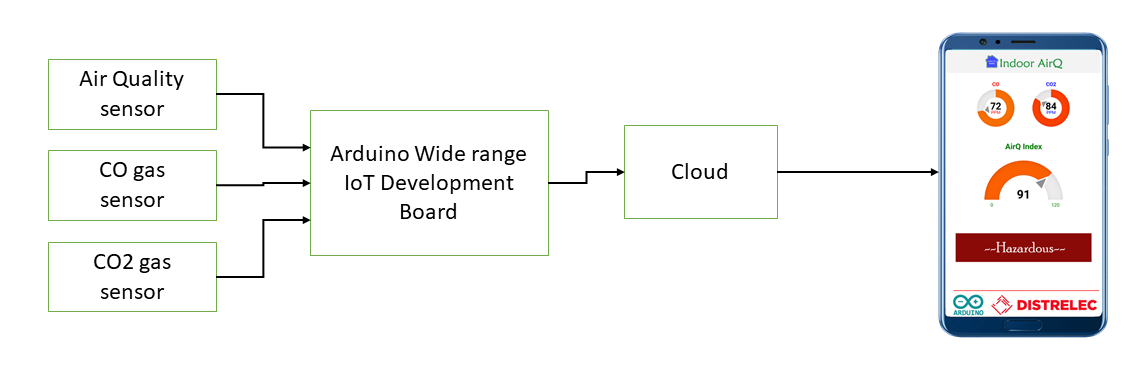 Air Quality
sensor
CO gas
sensor
CO2 gas
sensor
Arduino Wide range
IoT Development
Board
Cloud
Indoor AirQ
CO
72
PPM
CO2
84
PPM
AirQ Index
91
0
120
~~Hazardous~~
ARDUINO
DISTRELEC